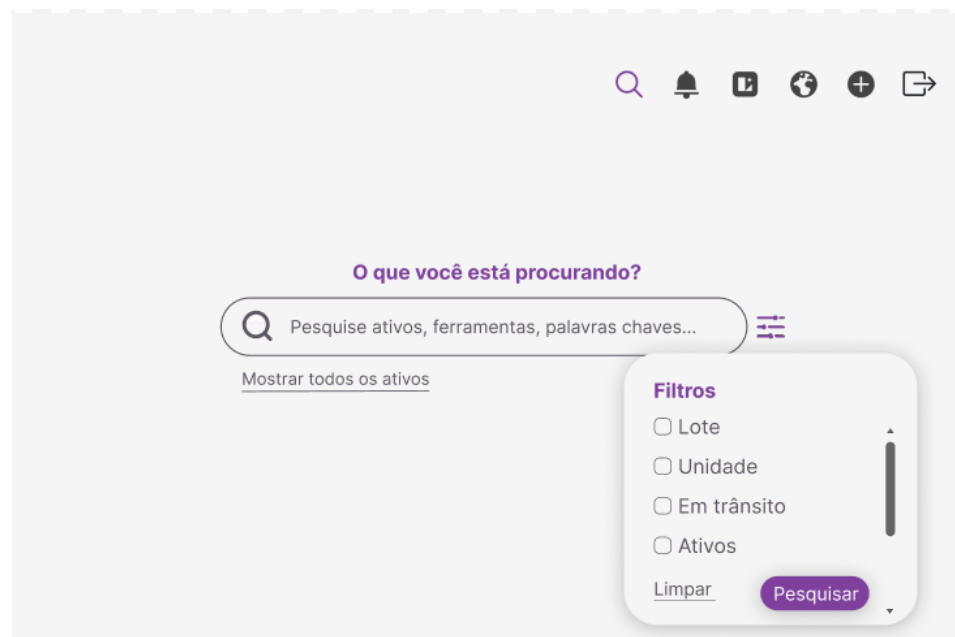 O que você está procurando?
Pesquise ativos, ferramentas, palavras chaves...
Mostrar todos os ativos
Filtros
Lote
Unidade
Em trânsito
Ativos
Limpar
Pesquisar